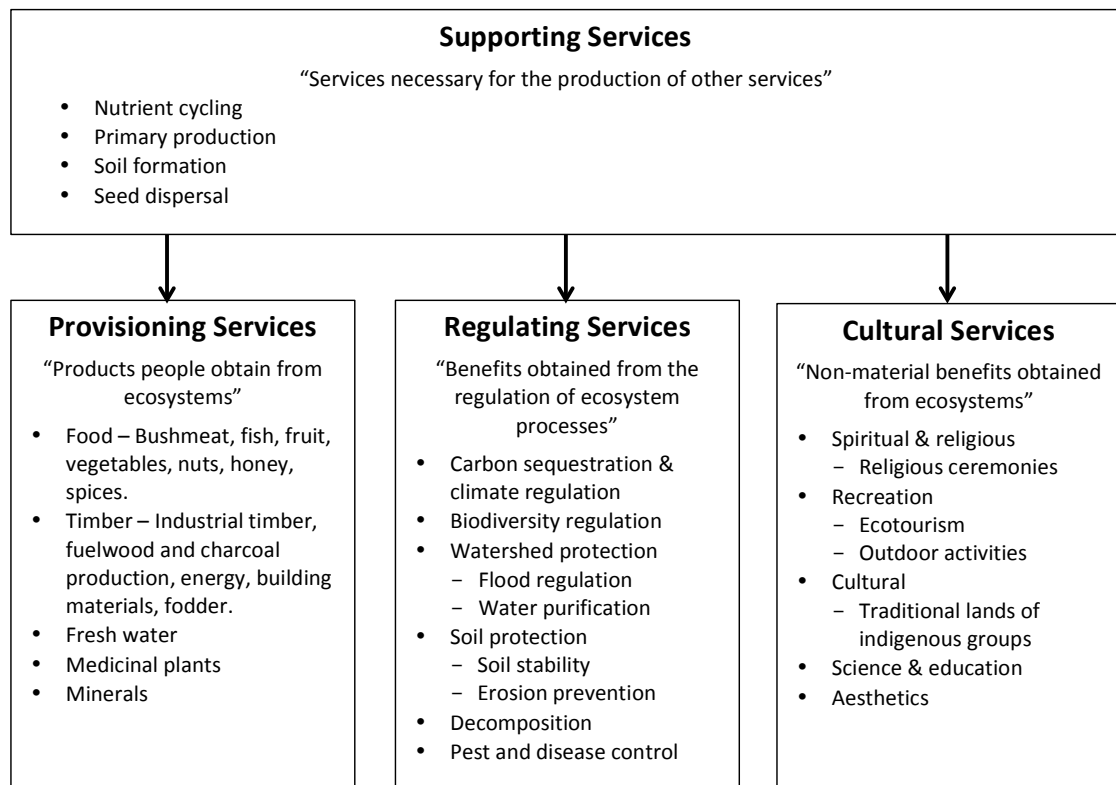 Supporting Services
“Services necessary for the production of other services”
• Nutrient cycling
• Primary production
• Soil formation
• Seed dispersal
Provisioning Services
“Products people obtain from
ecosystems”
• Food – Bushmeat, fish, fruit,
vegetables, nuts, honey,
spices.
• Timber – Industrial timber,
fuelwood and charcoal
production, energy, building
materials, fodder.
• Fresh water
• Medicinal plants
• Minerals
Regulating Services
“Benefits obtained from the
regulation of ecosystem
processes”
• Carbon sequestration &
climate regulation
• Biodiversity regulation
• Watershed protection
– Flood regulation
– Water purification
• Soil protection
– Soil stability
– Erosion prevention
• Decomposition
• Pest and disease control
Cultural Services
“Non-material benefits obtained
from ecosystems”
• Spiritual & religious
– Religious ceremonies
• Recreation
– Ecotourism
– Outdoor activities
• Cultural
– Traditional lands of
indigenous groups
• Science & education
• Aesthetics